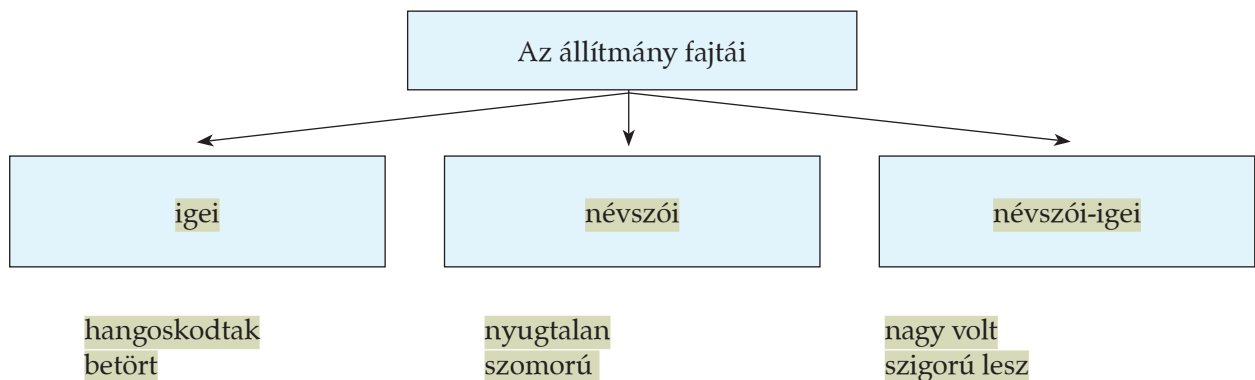 Az állítmány fajtái
igei
névszói
névszói-igei
hangoskodtak
betört
nyugtalan
szomorú
nagy volt
szigorú lesz